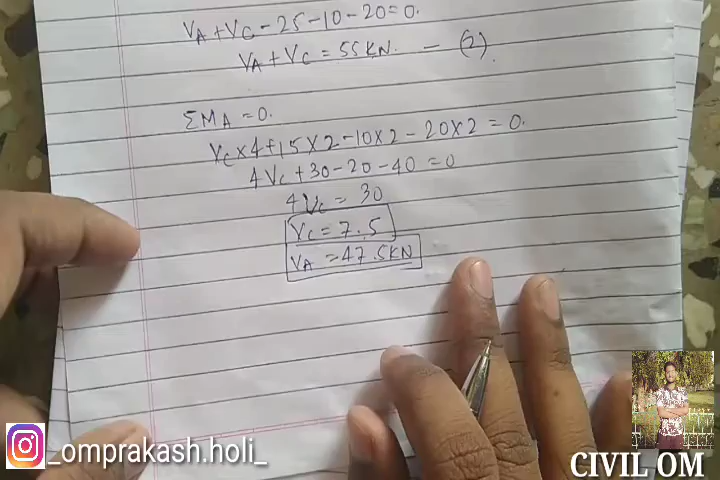 VA + VC - 25 - 10 - 20 = 0.
VA + VC = 55 KN. — (2).
ΣMA = 0.
VC × 4 + 15 × 2 - 10 × 2 - 20 × 2 = 0.
4VC + 30 - 20 - 40 = 0
4VC = 30
VC = 7.5
VA = 47.5 KN
_omprakash.holi_
CIVIL OM